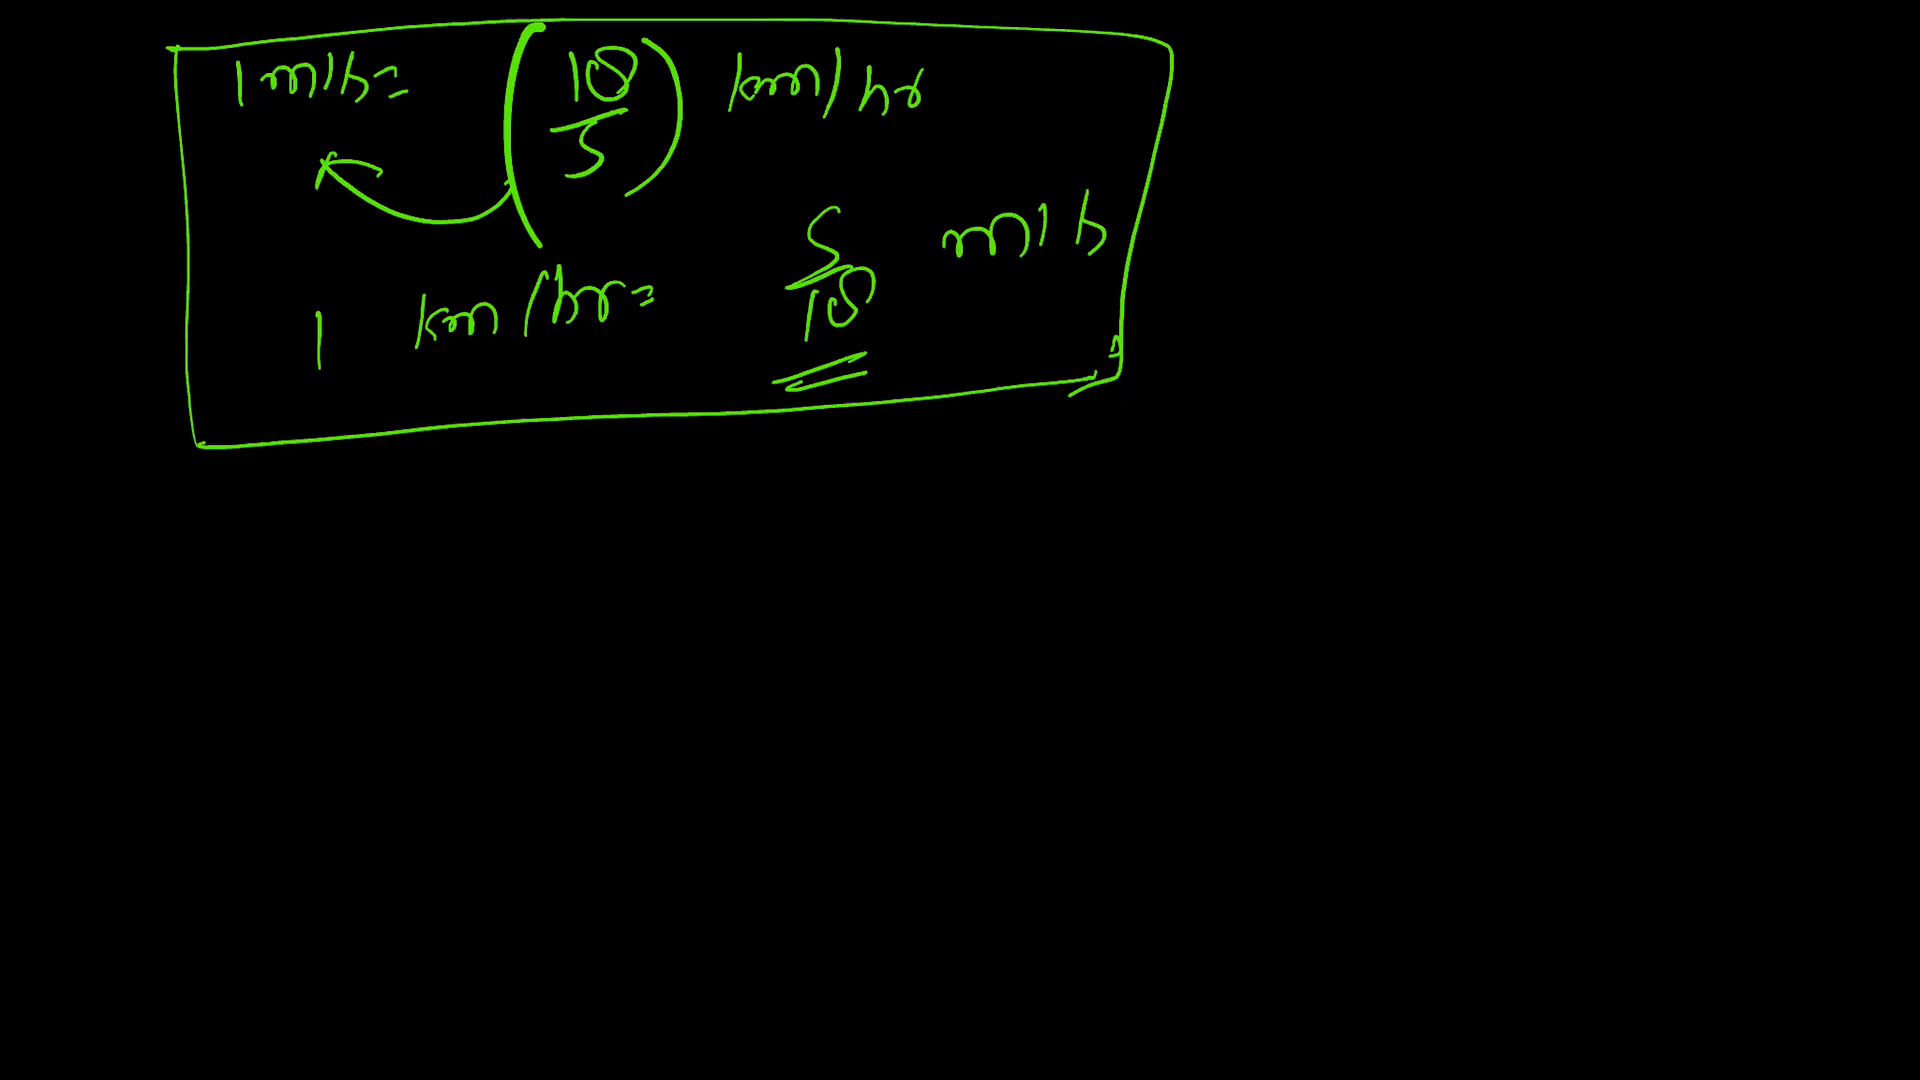 1 m/s = (18/5) km/hr
1 km/hr = 5/18 m/s